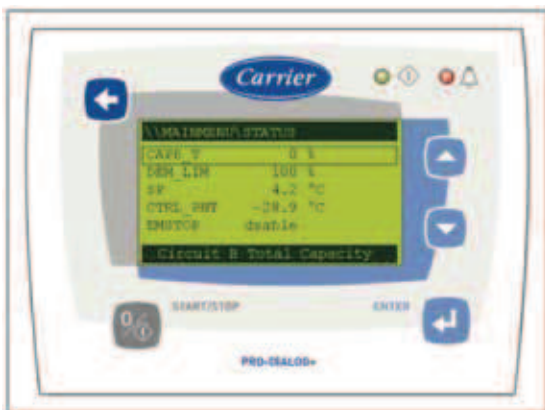 Carrier
\\MAINMENU\STATUS
CAPB_T 0 %
DEM_LIM 100 %
SP 4.2 °C
CTRL_PNT -28.9 °C
EMSTOP dsable
Circuit B Total Capacity
START/STOP
ENTER
PRO-DIALOG+